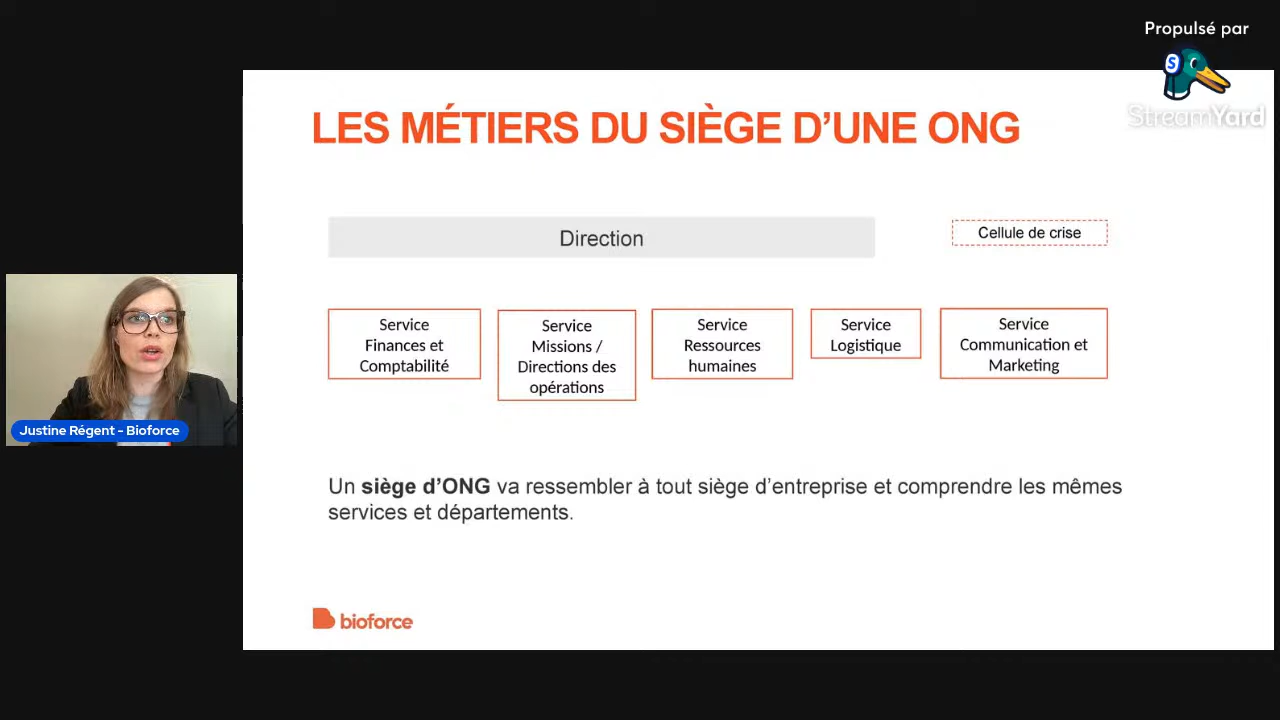 Propulsé par
StreamYard
LES MÉTIERS DU SIÈGE D’UNE ONG
Direction
Cellule de crise
Service
Finances et
Comptabilité
Service
Missions /
Directions des
opérations
Service
Ressources
humaines
Service
Logistique
Service
Communication et
Marketing
Justine Régent - Bioforce
Un siège d’ONG va ressembler à tout siège d’entreprise et comprendre les mêmes
services et départements.
bioforce